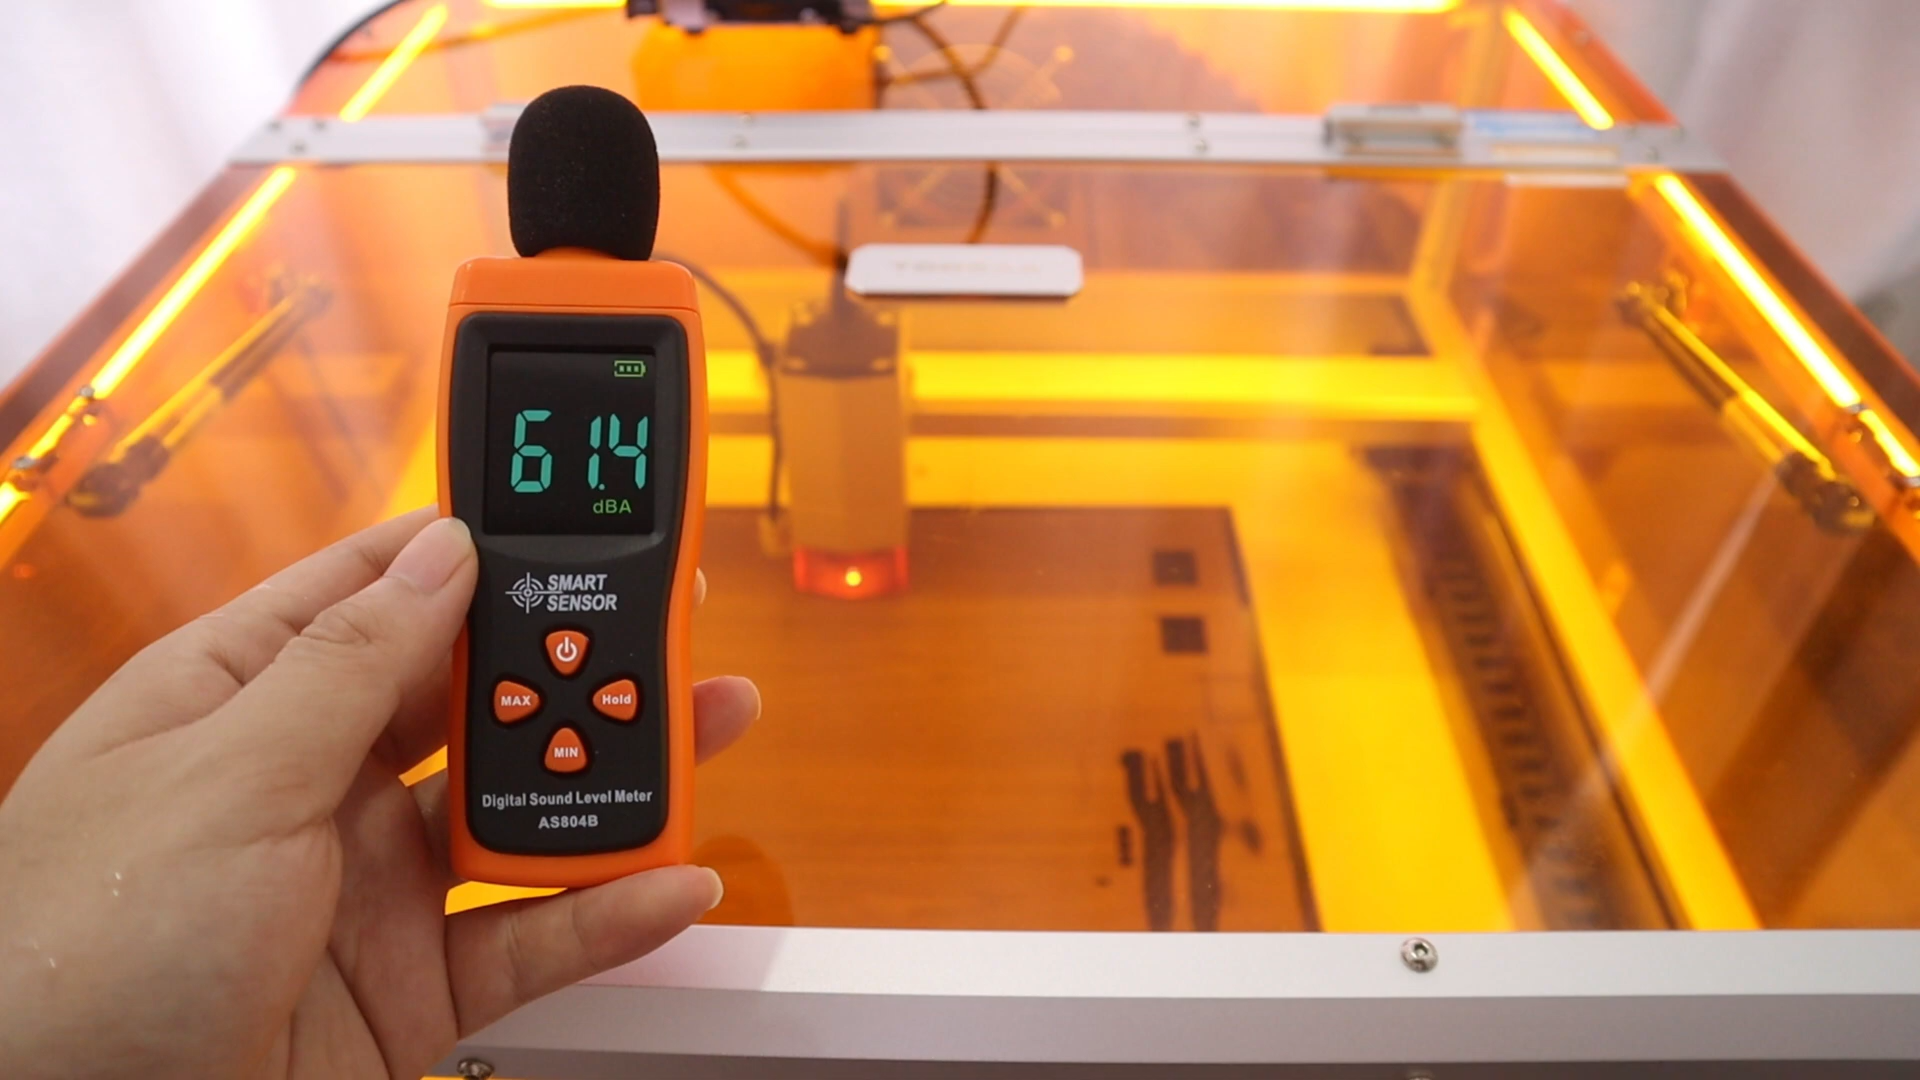 61.4
dBA
SMART
SENSOR
MAX
Hold
MIN
Digital Sound Level Meter
AS804B